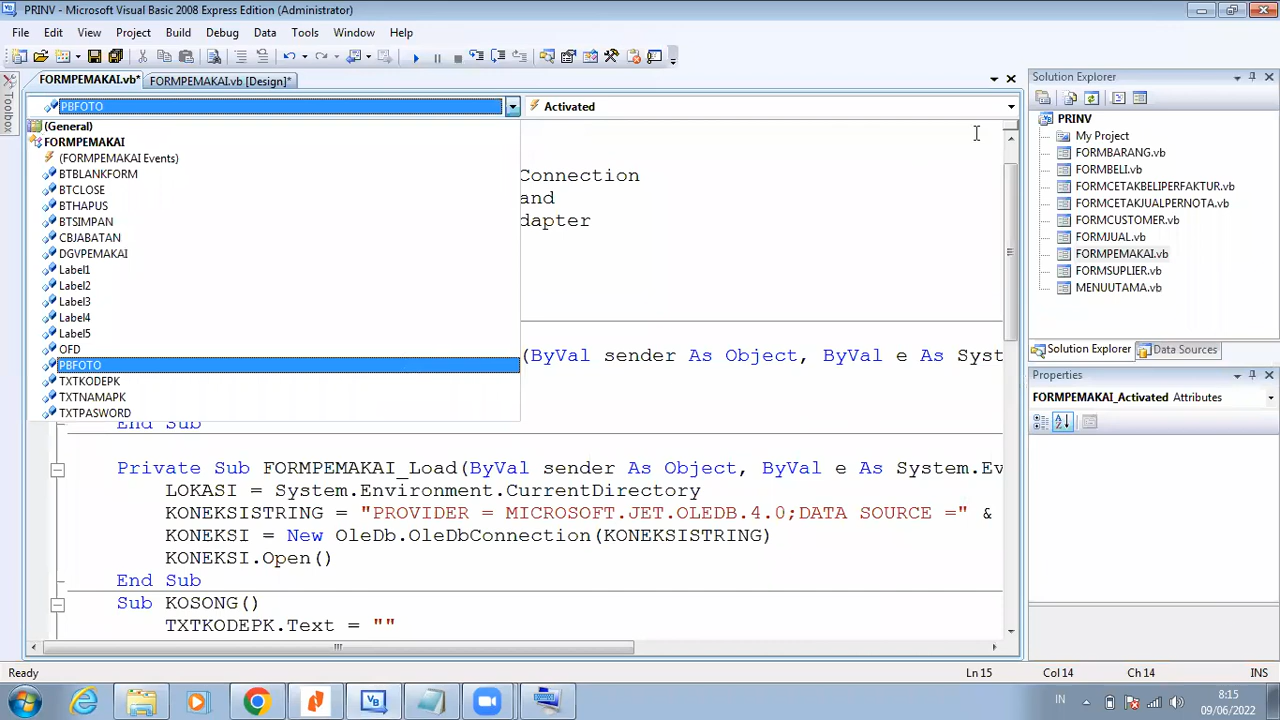 PRINV - Microsoft Visual Basic 2008 Express Edition (Administrator)
File Edit View Project Build Debug Data Tools Window Help
FORMPEMAKAI.vb* FORMPEMAKAI.vb [Design]*
PBFOTO Activated
(General)
FORMPEMAKAI
(FORMPEMAKAI Events)
BTBLANKFORM
BTCLOSE
BTHAPUS
BTSIMPAN
CBJABATAN
DGVPEMAKAI
Label1
Label2
Label3
Label4
Label5
OFD
PBFOTO
TXTKODEPK
TXTNAMAPK
TXTPASWORD
Connection
and
dapter
(ByVal sender As Object, ByVal e As Syst
End Sub
Private Sub FORMPEMAKAI_Load(ByVal sender As Object, ByVal e As System.Ev
LOKASI = System.Environment.CurrentDirectory
KONEKSISTRING = "PROVIDER = MICROSOFT.JET.OLEDB.4.0;DATA SOURCE =" &
KONEKSI = New OleDb.OleDbConnection(KONEKSISTRING)
KONEKSI.Open()
End Sub
Sub KOSONG()
TXTKODEPK.Text = ""
Toolbox
Solution Explorer
PRINV
My Project
FORMBARANG.vb
FORMBELI.vb
FORMCETAKBELIPERFAKTUR.vb
FORMCETAKJUALPERNOTA.vb
FORMCUSTOMER.vb
FORMJUAL.vb
FORMPEMAKAI.vb
FORMSUPLIER.vb
MENUUTAMA.vb
Solution Explorer Data Sources
Properties
FORMPEMAKAI_Activated Attributes
Ready Ln 15 Col 14 Ch 14 INS
IN 8:15
09/06/2022